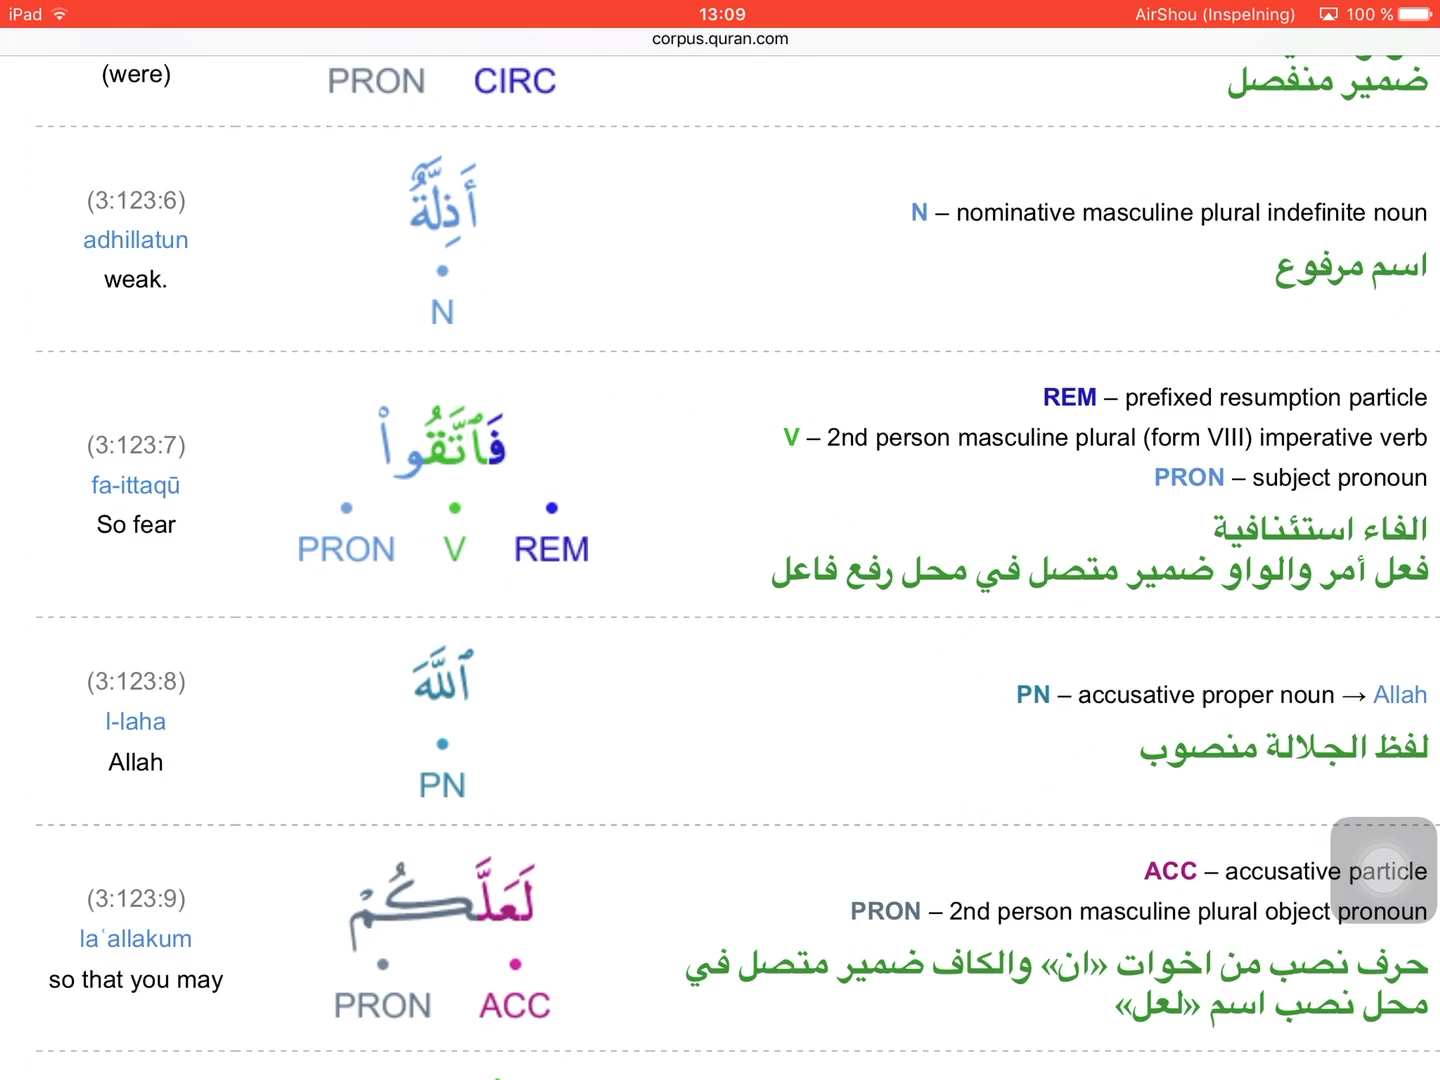 iPad 13:09 AirShou (Inspelning) 100 %
corpus.quran.com
(were)
PRON CIRC
ضمير منفصل
(3:123:6)
adhillatun
weak.
أَذِلَّةٌ
N
N – nominative masculine plural indefinite noun
اسم مرفوع
(3:123:7)
fa-ittaqū
So fear
فَٱتَّقُوا۟
PRON V REM
REM – prefixed resumption particle
V – 2nd person masculine plural (form VIII) imperative verb
PRON – subject pronoun
الفاء استئنافية
فعل أمر والواو ضمير متصل في محل رفع فاعل
(3:123:8)
l-laha
Allah
ٱللَّهَ
PN
PN – accusative proper noun → Allah
لفظ الجلالة منصوب
(3:123:9)
laʿallakum
so that you may
لَعَلَّكُمْ
PRON ACC
ACC – accusative particle
PRON – 2nd person masculine plural object pronoun
حرف نصب من اخوات «ان» والكاف ضمير متصل في
محل نصب اسم «لعل»